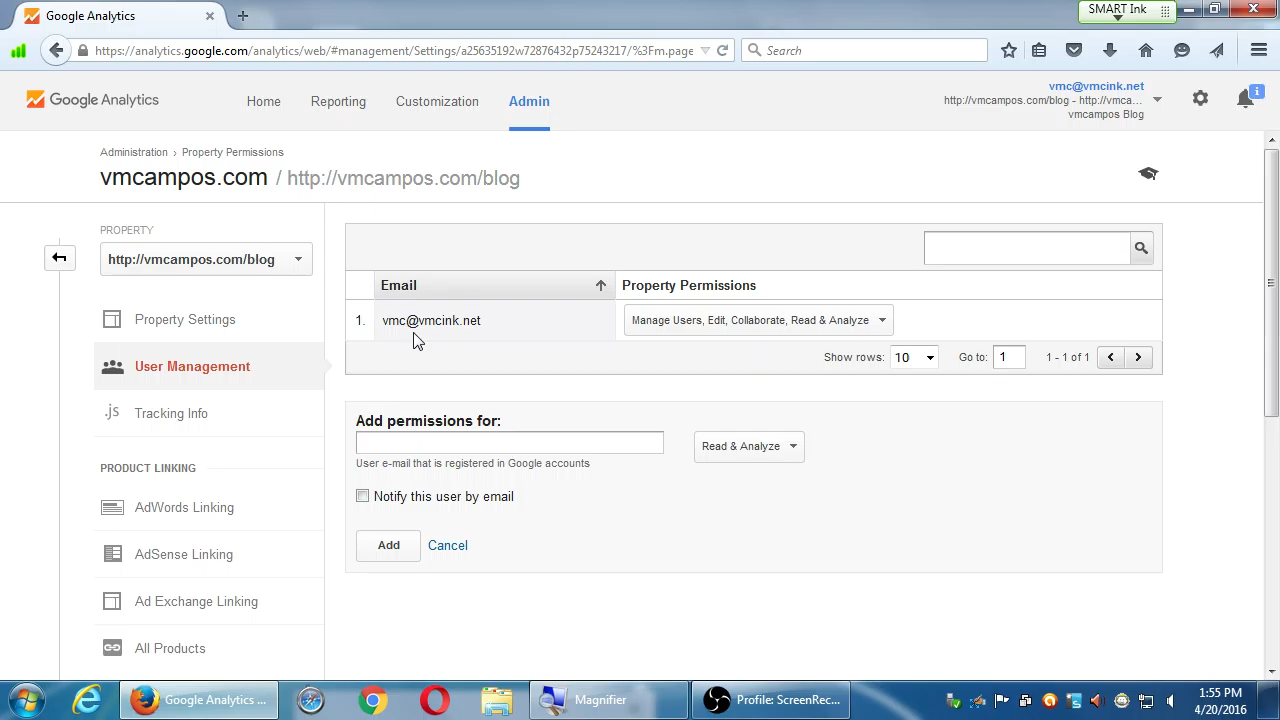 Google Analytics
SMART Ink
https://analytics.google.com/analytics/web/#management/Settings/a25635192w72876432p75243217/%3Fm.page
Search
Google Analytics
Home
Reporting
Customization
Admin
vmc@vmcink.net
http://vmcampos.com/blog - http://vmca...
vmcampos Blog
i
Administration › Property Permissions
vmcampos.com / http://vmcampos.com/blog
PROPERTY
http://vmcampos.com/blog
Property Settings
User Management
.js Tracking Info
PRODUCT LINKING
AdWords Linking
AdSense Linking
Ad Exchange Linking
All Products
Email
Property Permissions
1. vmc@vmcink.net
Manage Users, Edit, Collaborate, Read & Analyze
Show rows: 10 Go to: 1 1 - 1 of 1
Add permissions for:
Read & Analyze
User e-mail that is registered in Google accounts
Notify this user by email
Add Cancel
Google Analytics ...
Magnifier
Profile: ScreenRec...
1:55 PM
4/20/2016